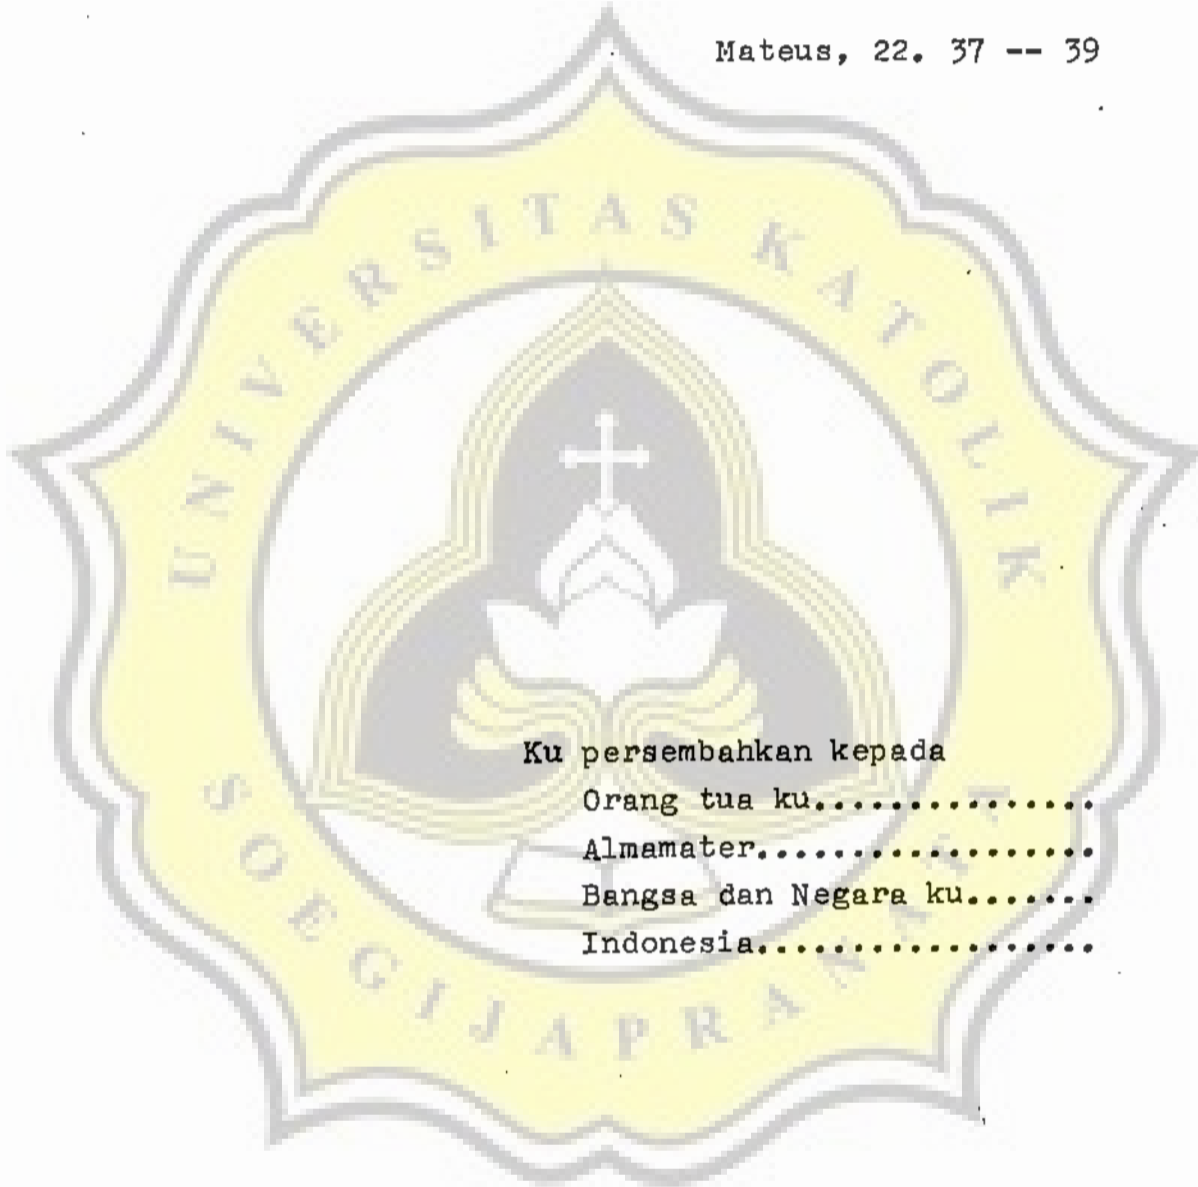 Mateus, 22. 37 -- 39
UNIVERSITAS KATOLIK
SOEGIJAPRANATA
Ku persembahkan kepada
Orang tua ku...............
Almamater..................
Bangsa dan Negara ku.......
Indonesia..................